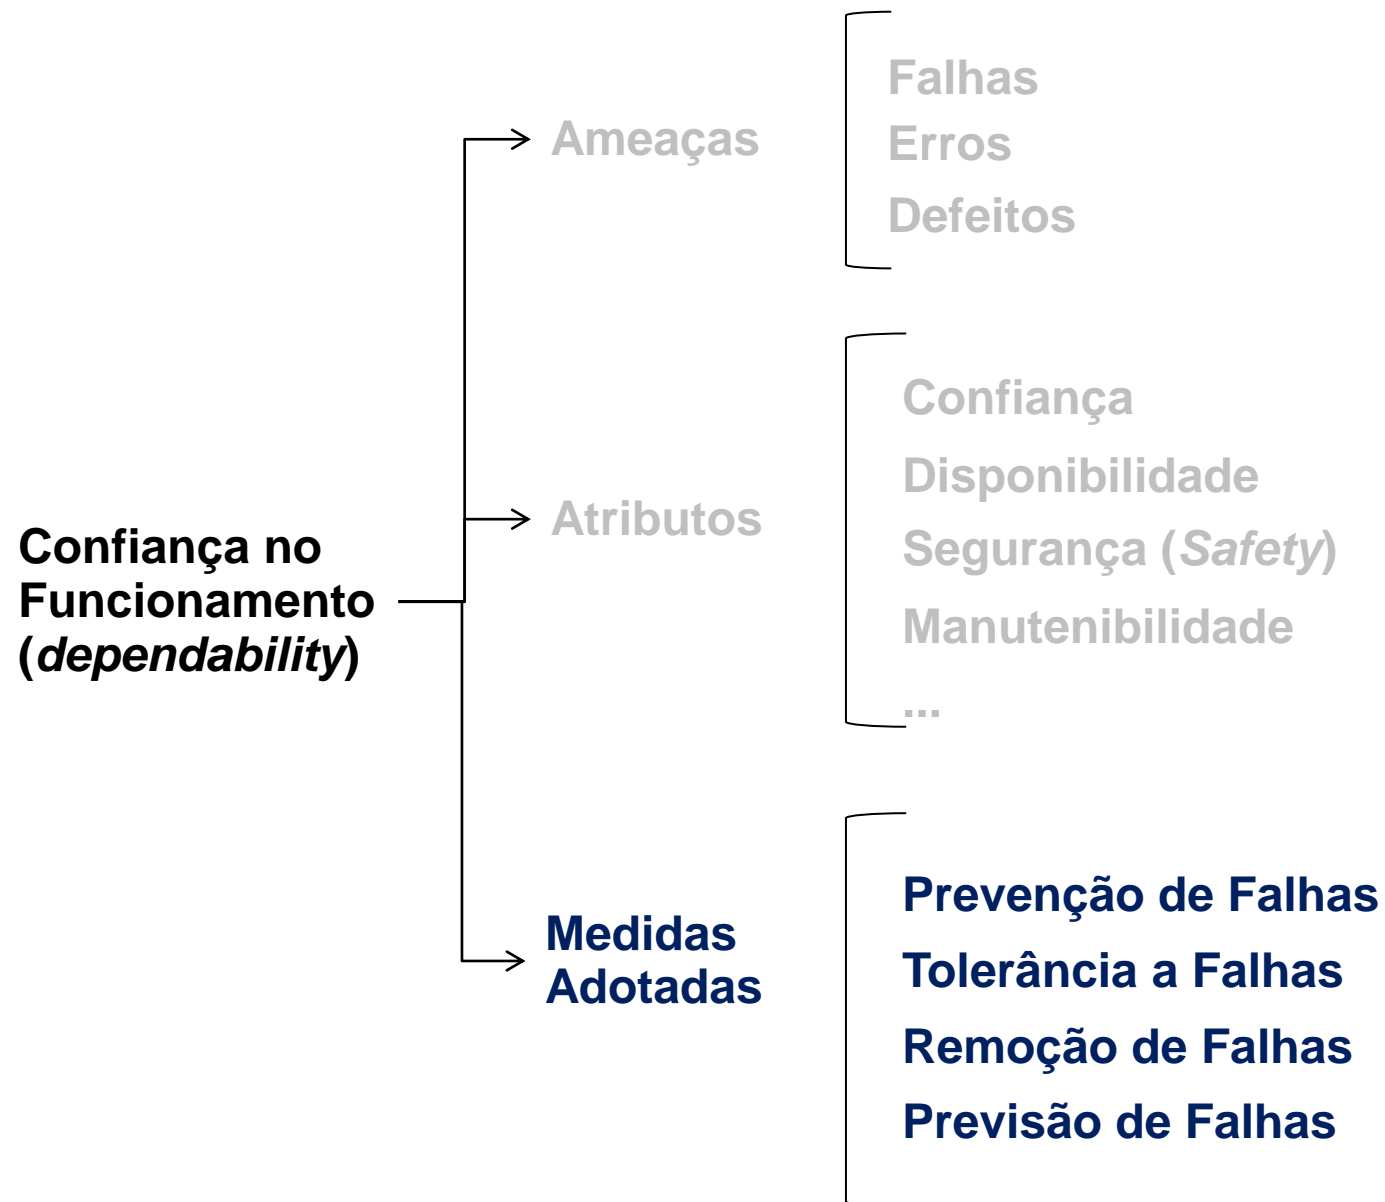 Confiança no
Funcionamento
(dependability)
Ameaças
Falhas
Erros
Defeitos
Atributos
Confiança
Disponibilidade
Segurança (Safety)
Manutenibilidade
...
Medidas
Adotadas
Prevenção de Falhas
Tolerância a Falhas
Remoção de Falhas
Previsão de Falhas